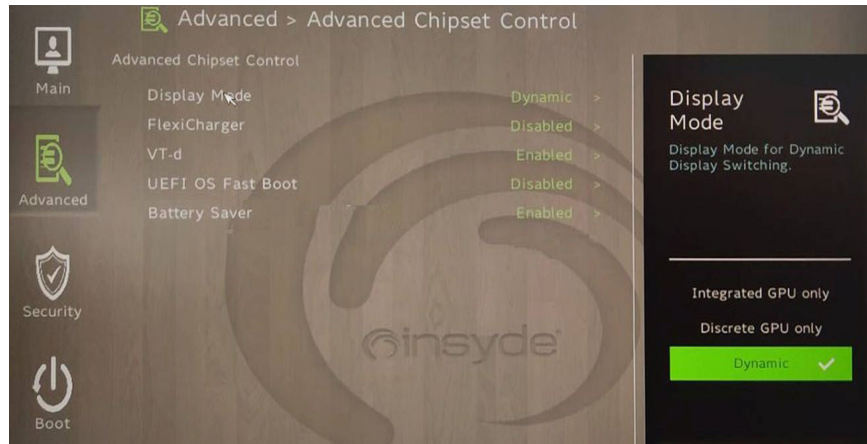 Advanced > Advanced Chipset Control
Main
Advanced
Security
Boot
Advanced Chipset Control
Display Mode Dynamic >
FlexiCharger Disabled >
VT-d Enabled >
UEFI OS Fast Boot Disabled >
Battery Saver Enabled >
insyde
Display
Mode
Display Mode for Dynamic
Display Switching.
Integrated GPU only
Discrete GPU only
Dynamic